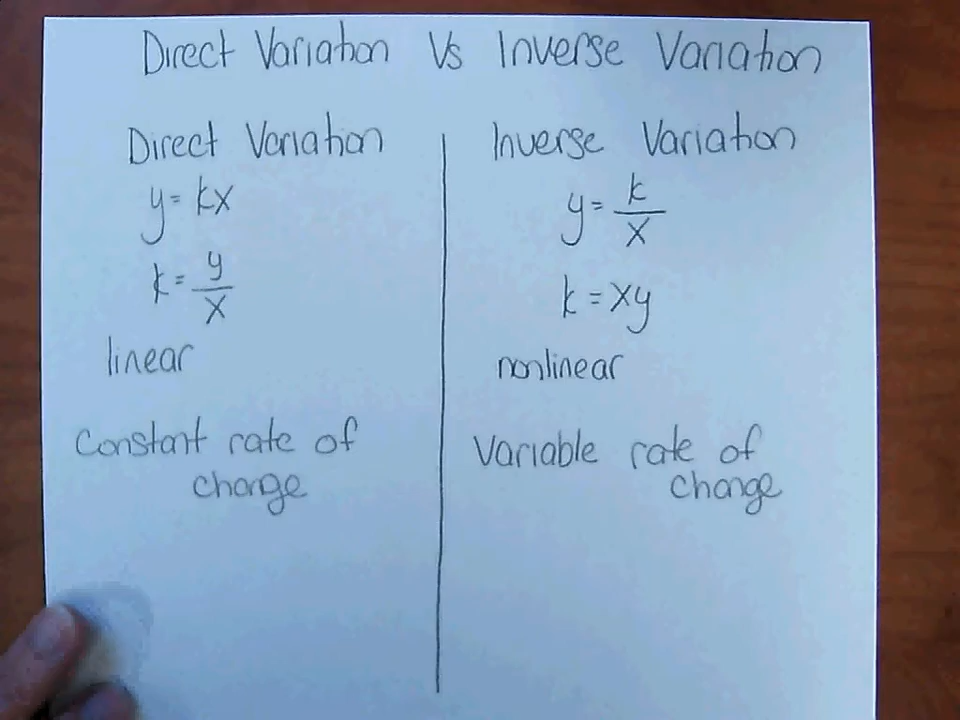 Direct Variation Vs Inverse Variation
Direct Variation
y = kx
k = y/x
linear
Constant rate of
change
Inverse Variation
y = k/x
k = xy
nonlinear
Variable rate of
change